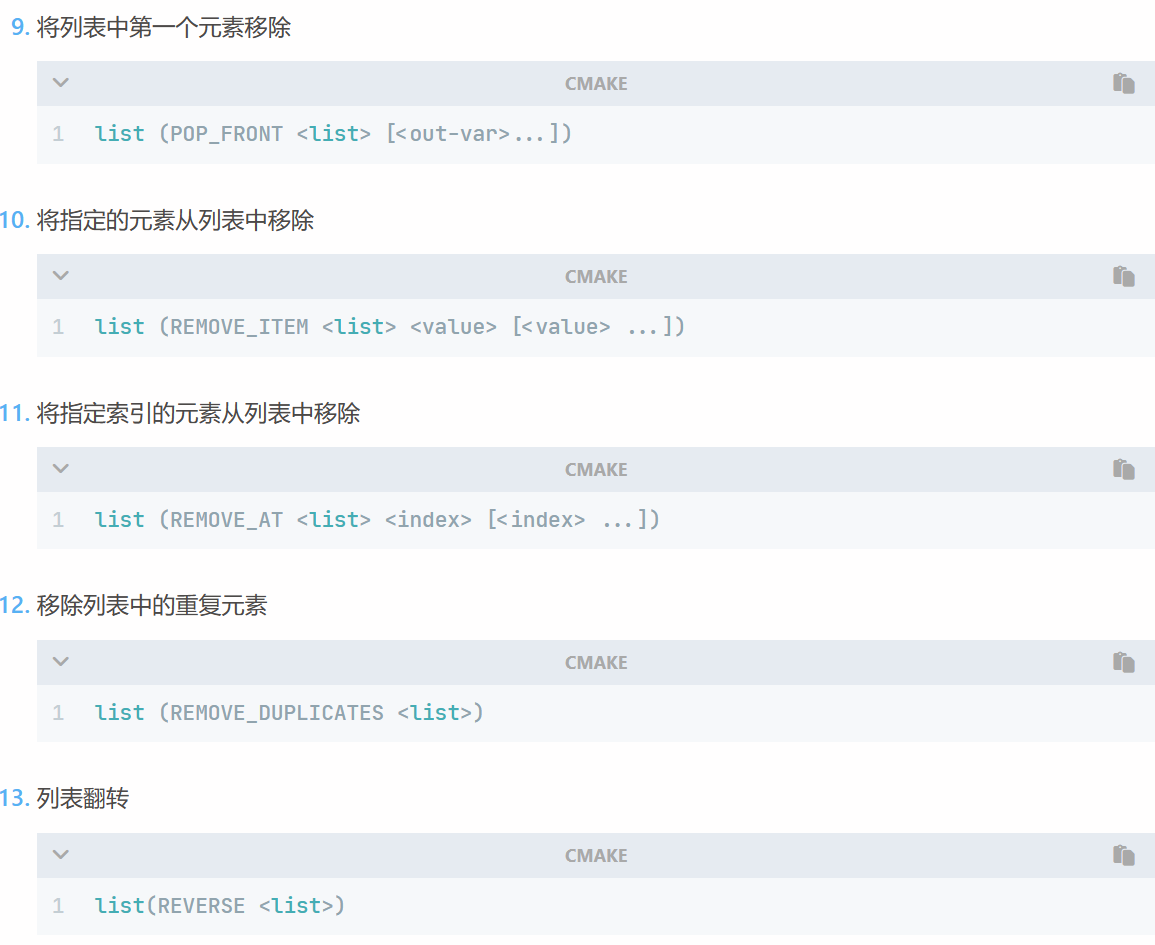 9. 将列表中第一个元素移除
CMAKE
1 list (POP_FRONT <list> [<out-var>...])
10. 将指定的元素从列表中移除
CMAKE
1 list (REMOVE_ITEM <list> <value> [<value> ...])
11. 将指定索引的元素从列表中移除
CMAKE
1 list (REMOVE_AT <list> <index> [<index> ...])
12. 移除列表中的重复元素
CMAKE
1 list (REMOVE_DUPLICATES <list>)
13. 列表翻转
CMAKE
1 list(REVERSE <list>)